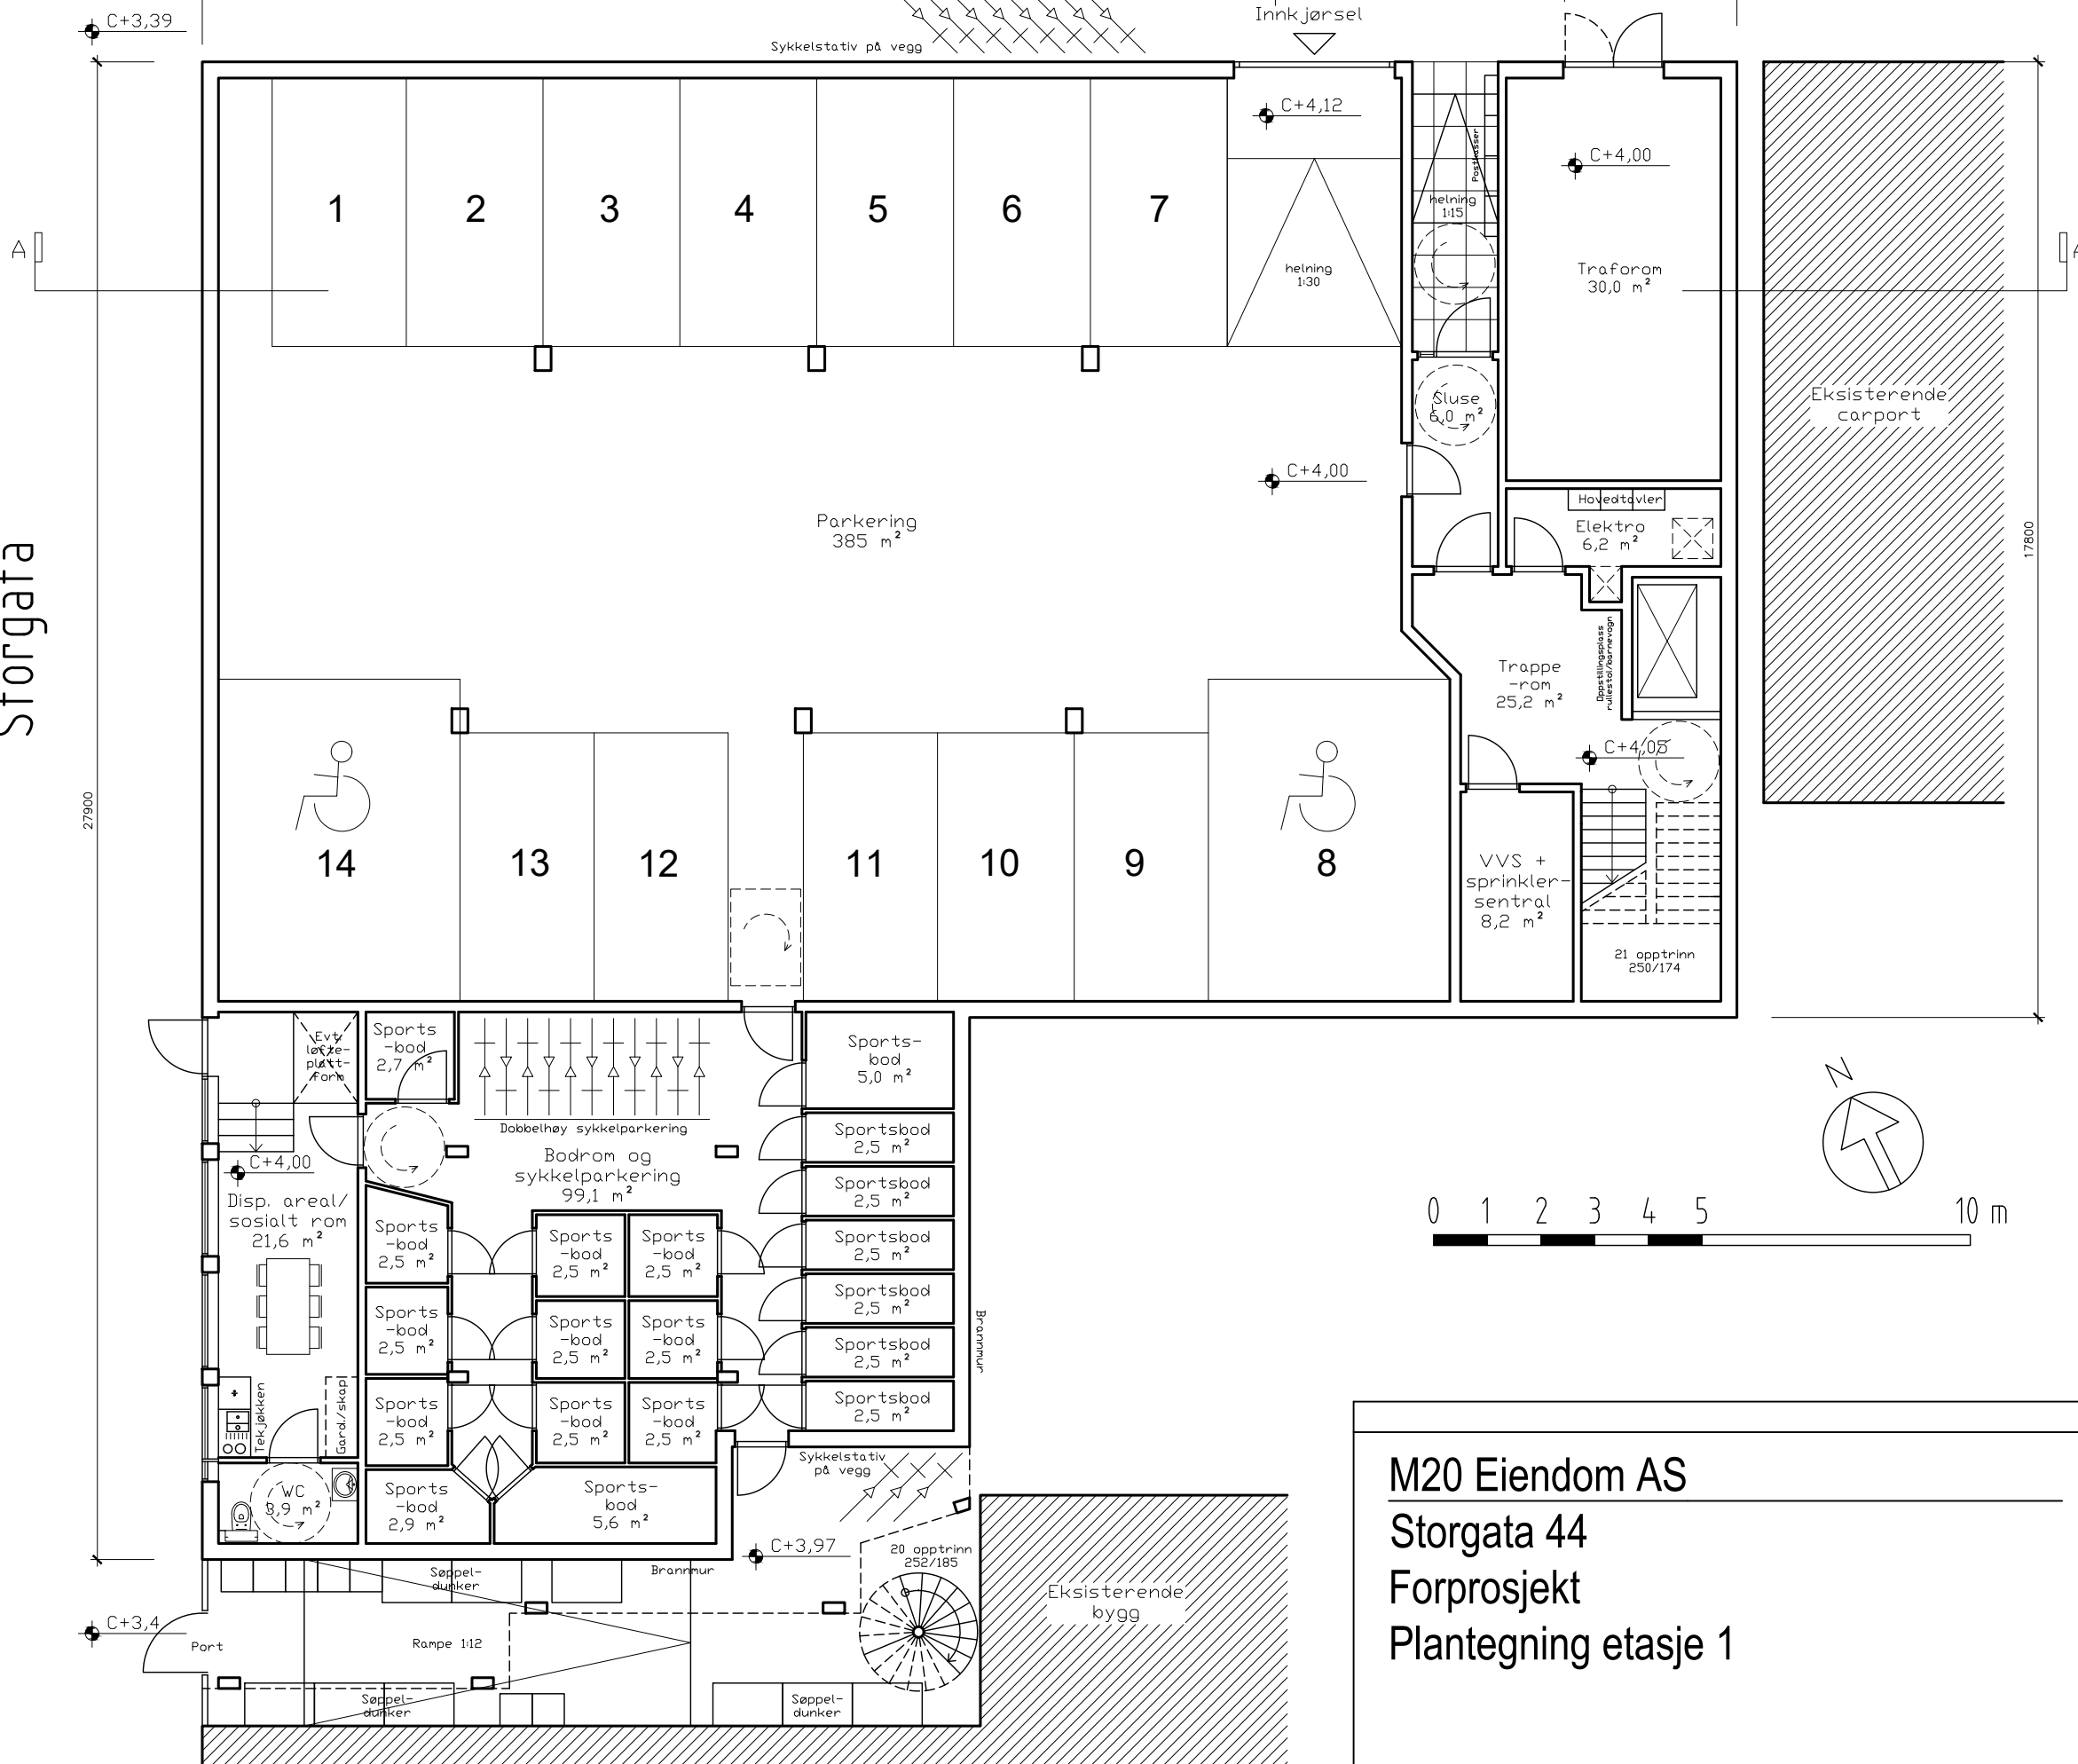 C+3,39
Sykkelstativ på vegg
Innkjørsel
C+4,12
C+4,00
Postkasser
helning
1:15
1
2
3
4
5
6
7
helning
1:30
Traforom
30,0 m²
A
Sluse
6,0 m²
Eksisterende
carport
C+4,00
Hovedtavler
Elektro
6,2 m²
Parkering
385 m²
17800
Storgata
Trappe
-rom
25,2 m²
Oppstillingsplass
rullestol/barnevogn
C+4,05
27900
14
13
12
11
10
9
8
VVS +
sprinkler-
sentral
8,2 m²
21 opptrinn
250/174
Evt.
løfte-
platt-
form
Sports
-bod
2,7 m²
Sports-
bod
5,0 m²
Dobbelhøy sykkelparkering
Bodrom og
sykkelparkering
99,1 m²
Sportsbod
2,5 m²
Sportsbod
2,5 m²
Sportsbod
2,5 m²
Sportsbod
2,5 m²
Sportsbod
2,5 m²
Sportsbod
2,5 m²
N
C+4,00
Disp. areal/
sosialt rom
21,6 m²
0 1 2 3 4 5 10 m
Sports
-bod
2,5 m²
Sports
-bod
2,5 m²
Sports
-bod
2,5 m²
Sports
-bod
2,5 m²
Sports
-bod
2,5 m²
Sports
-bod
2,5 m²
Sports
-bod
2,5 m²
Sports
-bod
2,5 m²
Sports
-bod
2,5 m²
Brannmur
Tekjøkken
Gard./skap
WC
3,9 m²
Sports
-bod
2,9 m²
Sports-
bod
5,6 m²
Sykkelstativ
på vegg
C+3,97
20 opptrinn
252/185
Brannmur
Søppel-
dunker
Eksisterende
bygg
C+3,4
Port
Rampe 1:12
Søppel-
dunker
Søppel-
dunker
M20 Eiendom AS
Storgata 44
Forprosjekt
Plantegning etasje 1